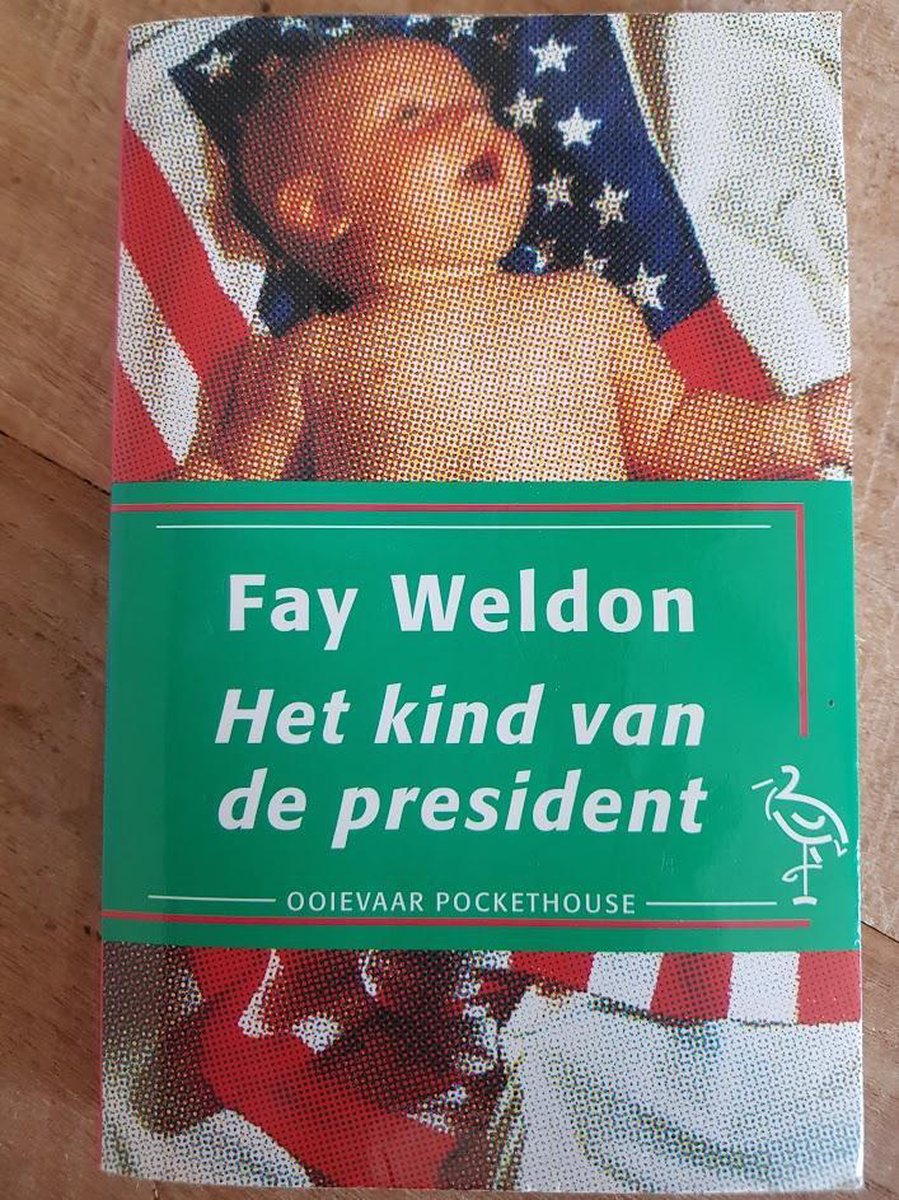 Fay Weldon
Het kind van
de president
OOIEVAAR POCKETHOUSE